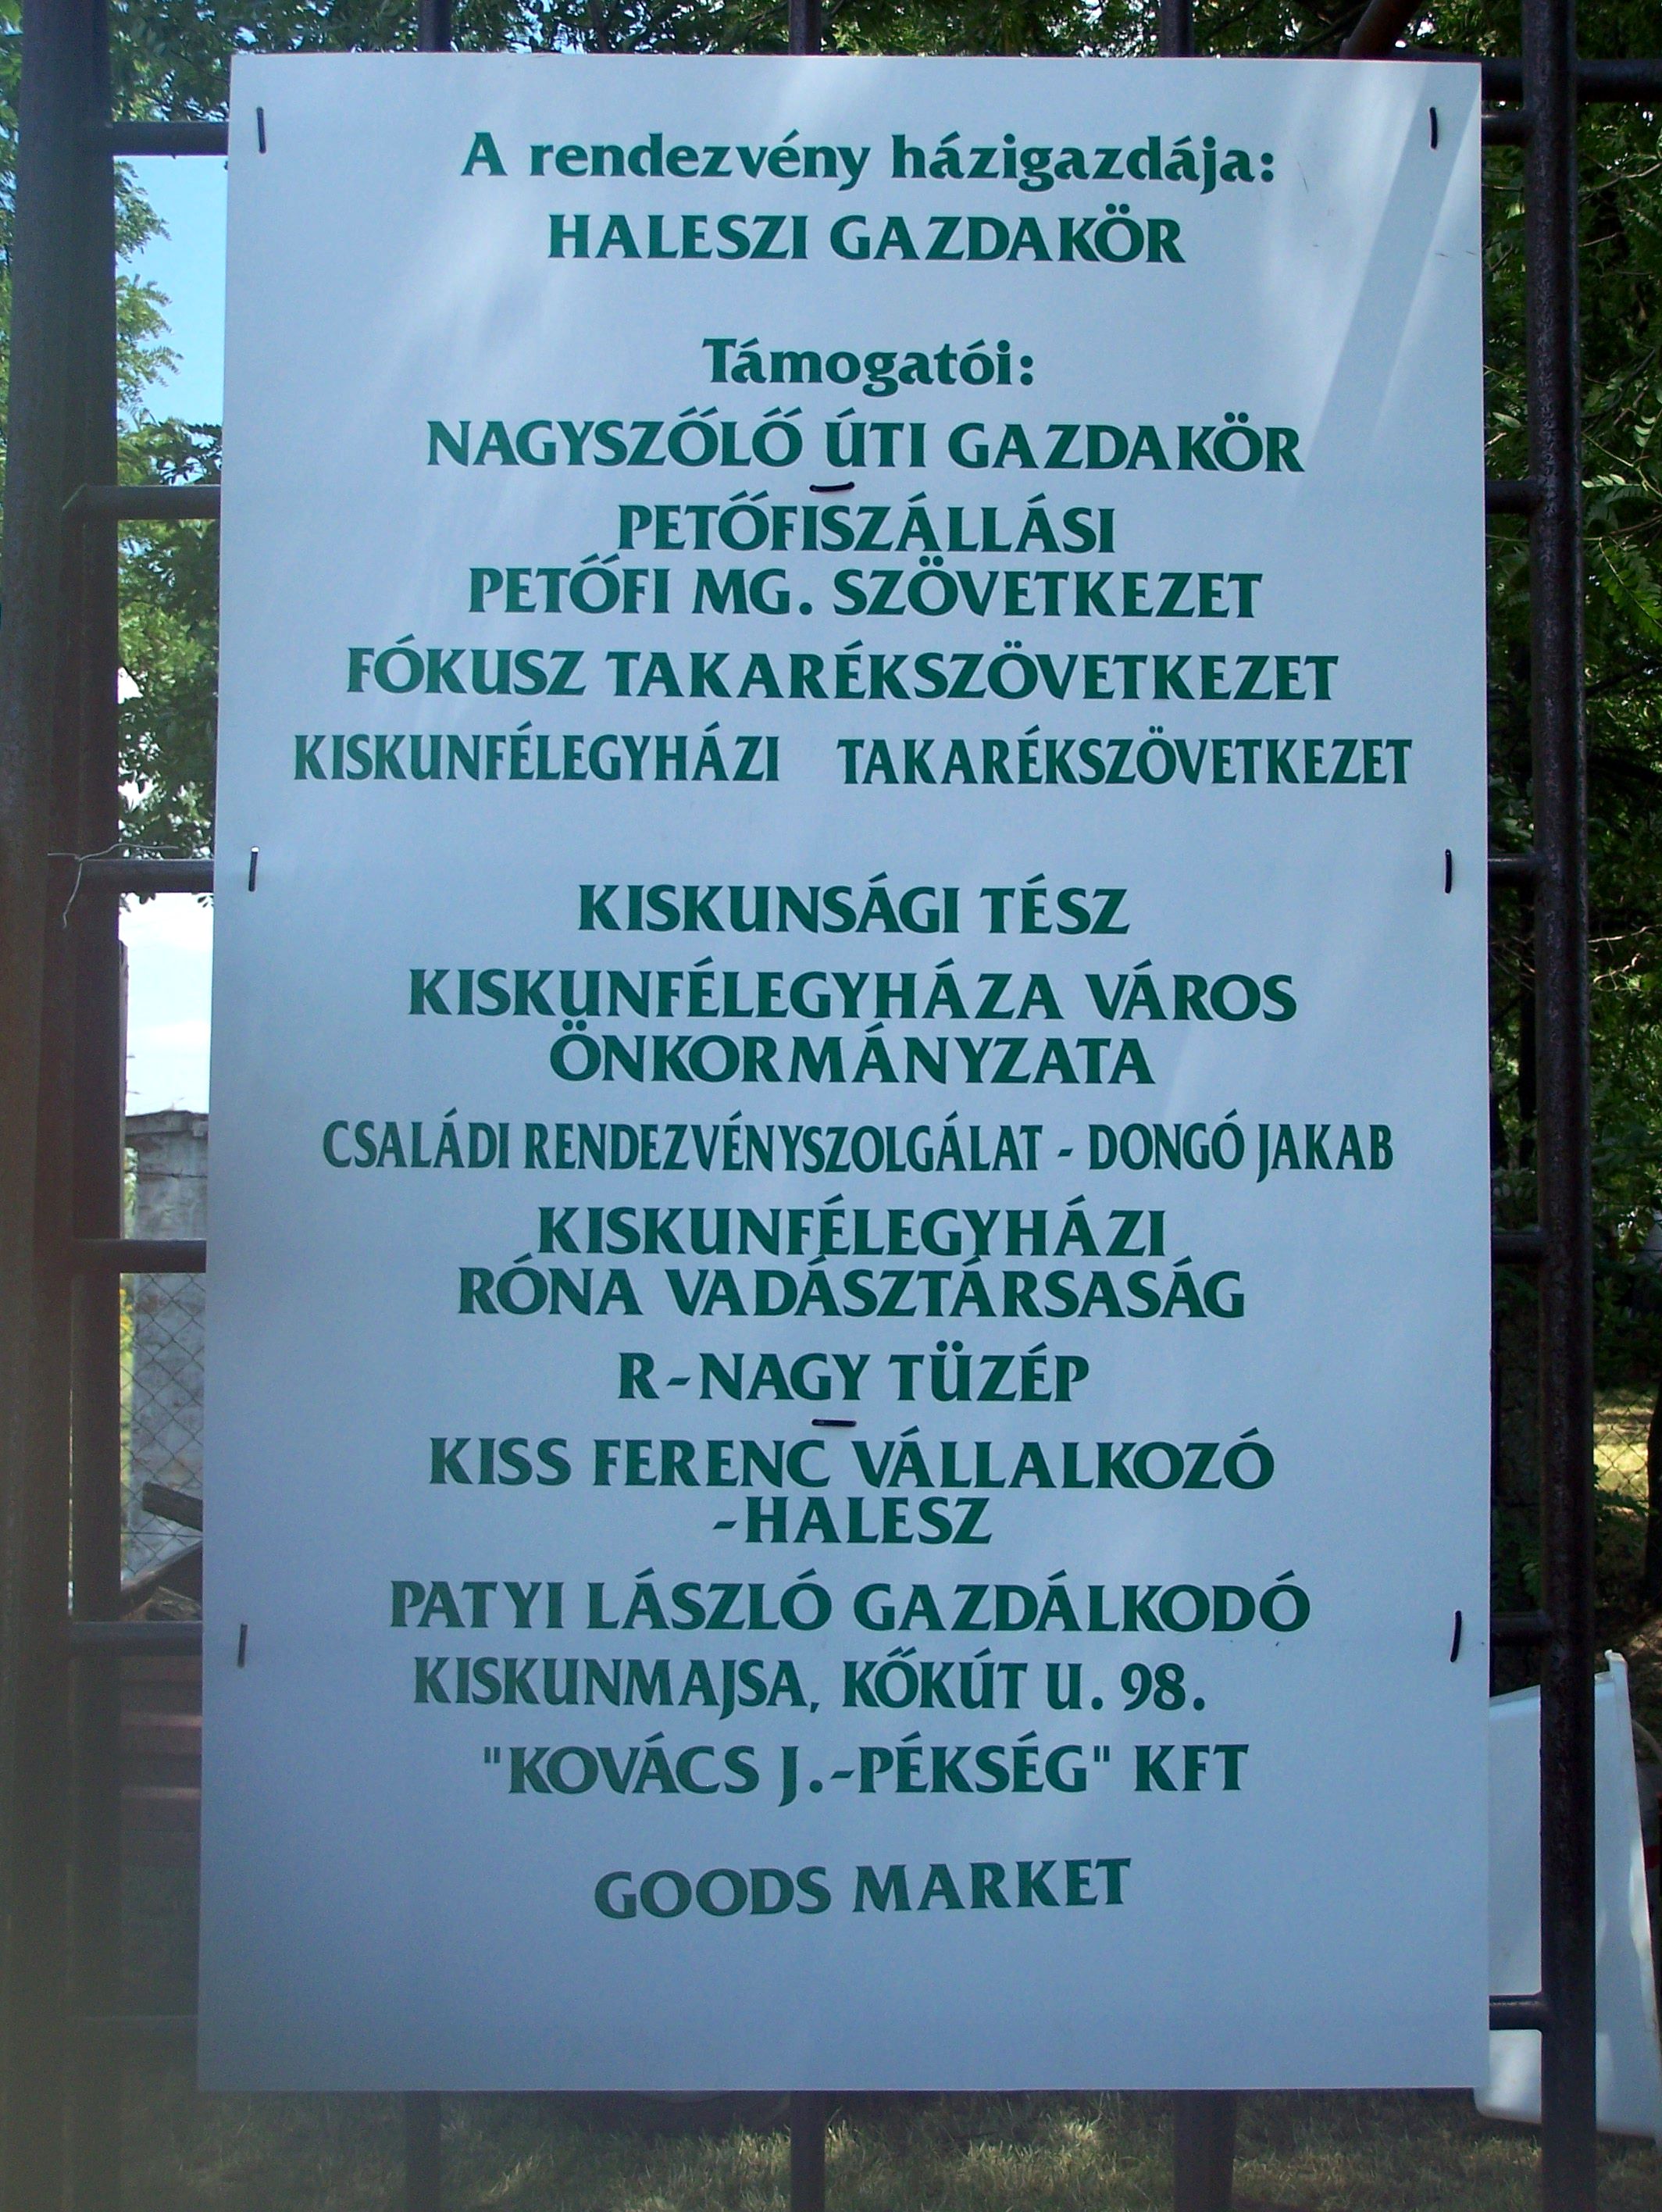 A rendezvény házigazdája:
HALESZI GAZDAKÖR
Támogatói:
NAGYSZŐLŐ ÚTI GAZDAKÖR
PETŐFISZÁLLÁSI
PETŐFI MG. SZÖVETKEZET
FÓKUSZ TAKARÉKSZÖVETKEZET
KISKUNFÉLEGYHÁZI TAKARÉKSZÖVETKEZET
KISKUNSÁGI TÉSZ
KISKUNFÉLEGYHÁZA VÁROS
ÖNKORMÁNYZATA
CSALÁDI RENDEZVÉNYSZOLGÁLAT - DONGÓ JAKAB
KISKUNFÉLEGYHÁZI
RÓNA VADÁSZTÁRSASÁG
R-NAGY TÜZÉP
KISS FERENC VÁLLALKOZÓ
-HALESZ
PATYI LÁSZLÓ GAZDÁLKODÓ
KISKUNMAJSA, KŐKÚT U. 98.
"KOVÁCS J.-PÉKSÉG" KFT
GOODS MARKET